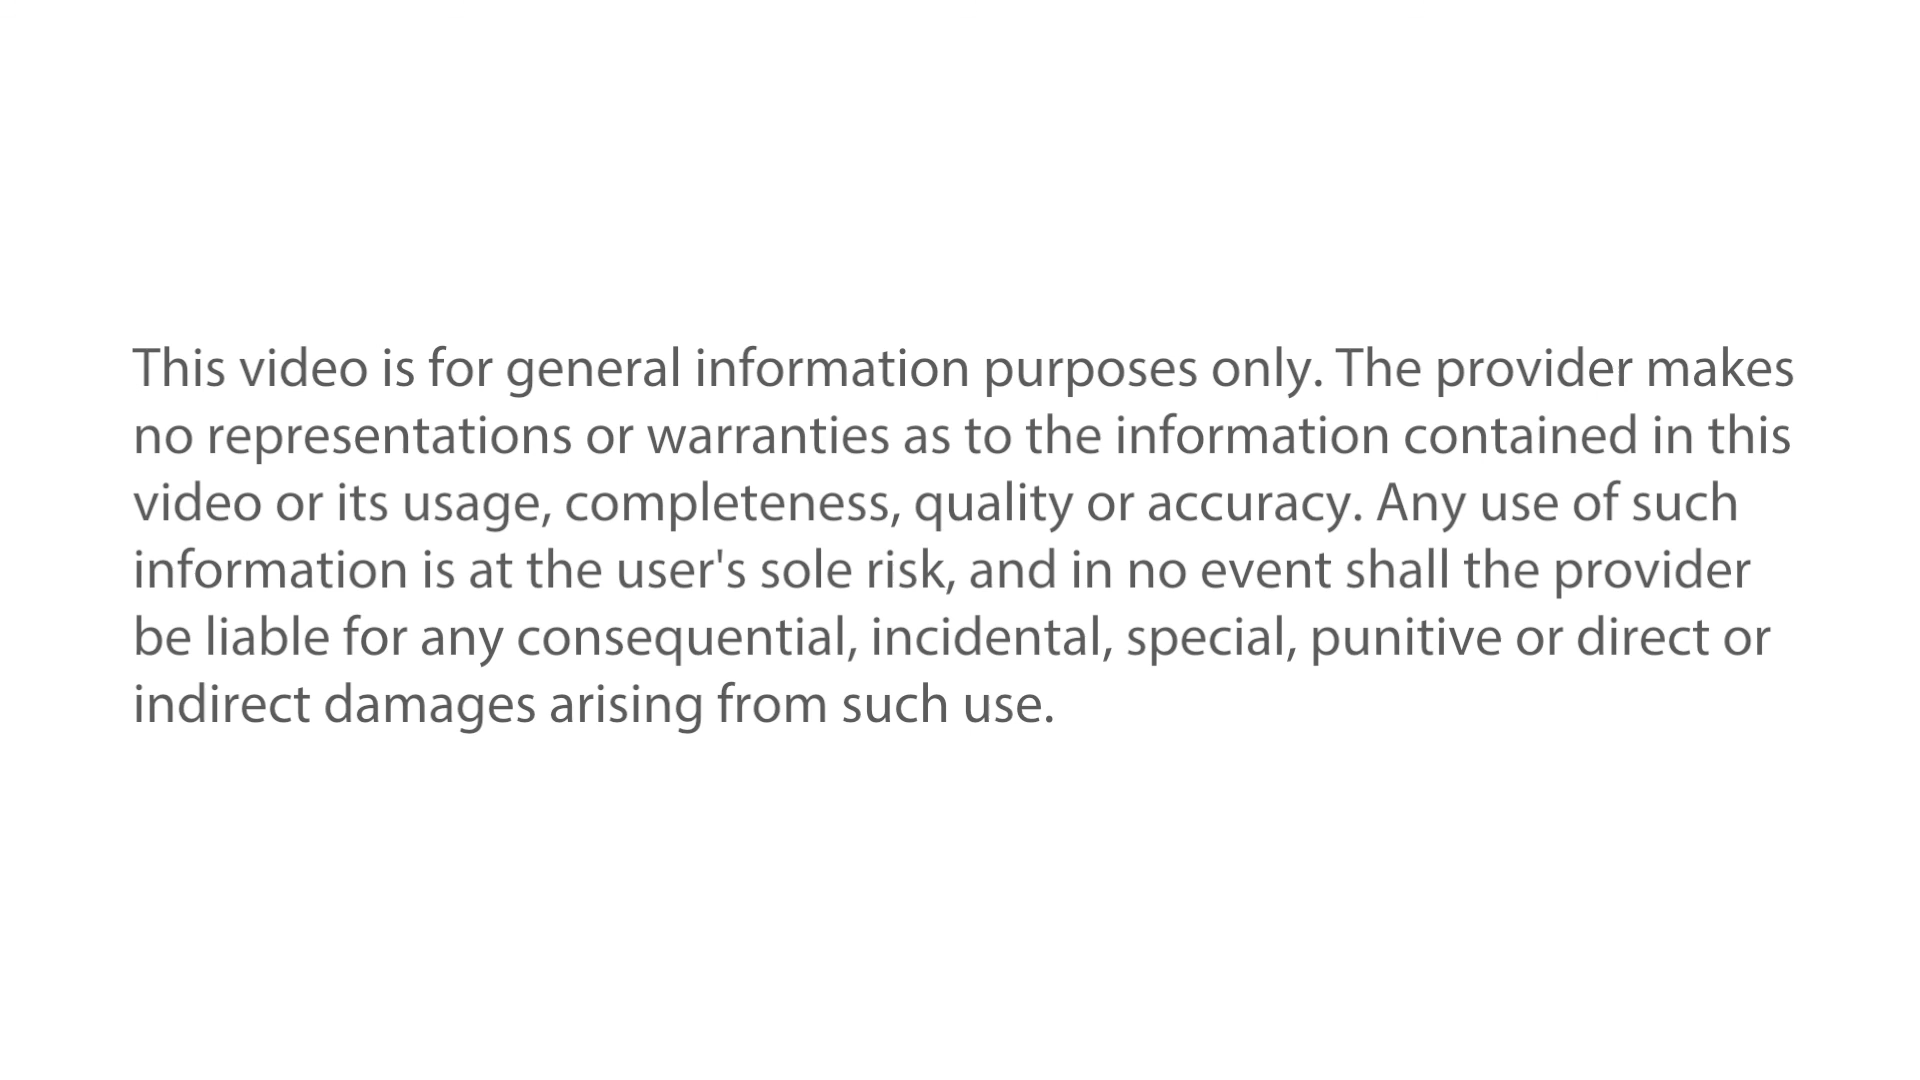 This video is for general information purposes only. The provider makes
no representations or warranties as to the information contained in this
video or its usage, completeness, quality or accuracy. Any use of such
information is at the user's sole risk, and in no event shall the provider
be liable for any consequential, incidental, special, punitive or direct or
indirect damages arising from such use.